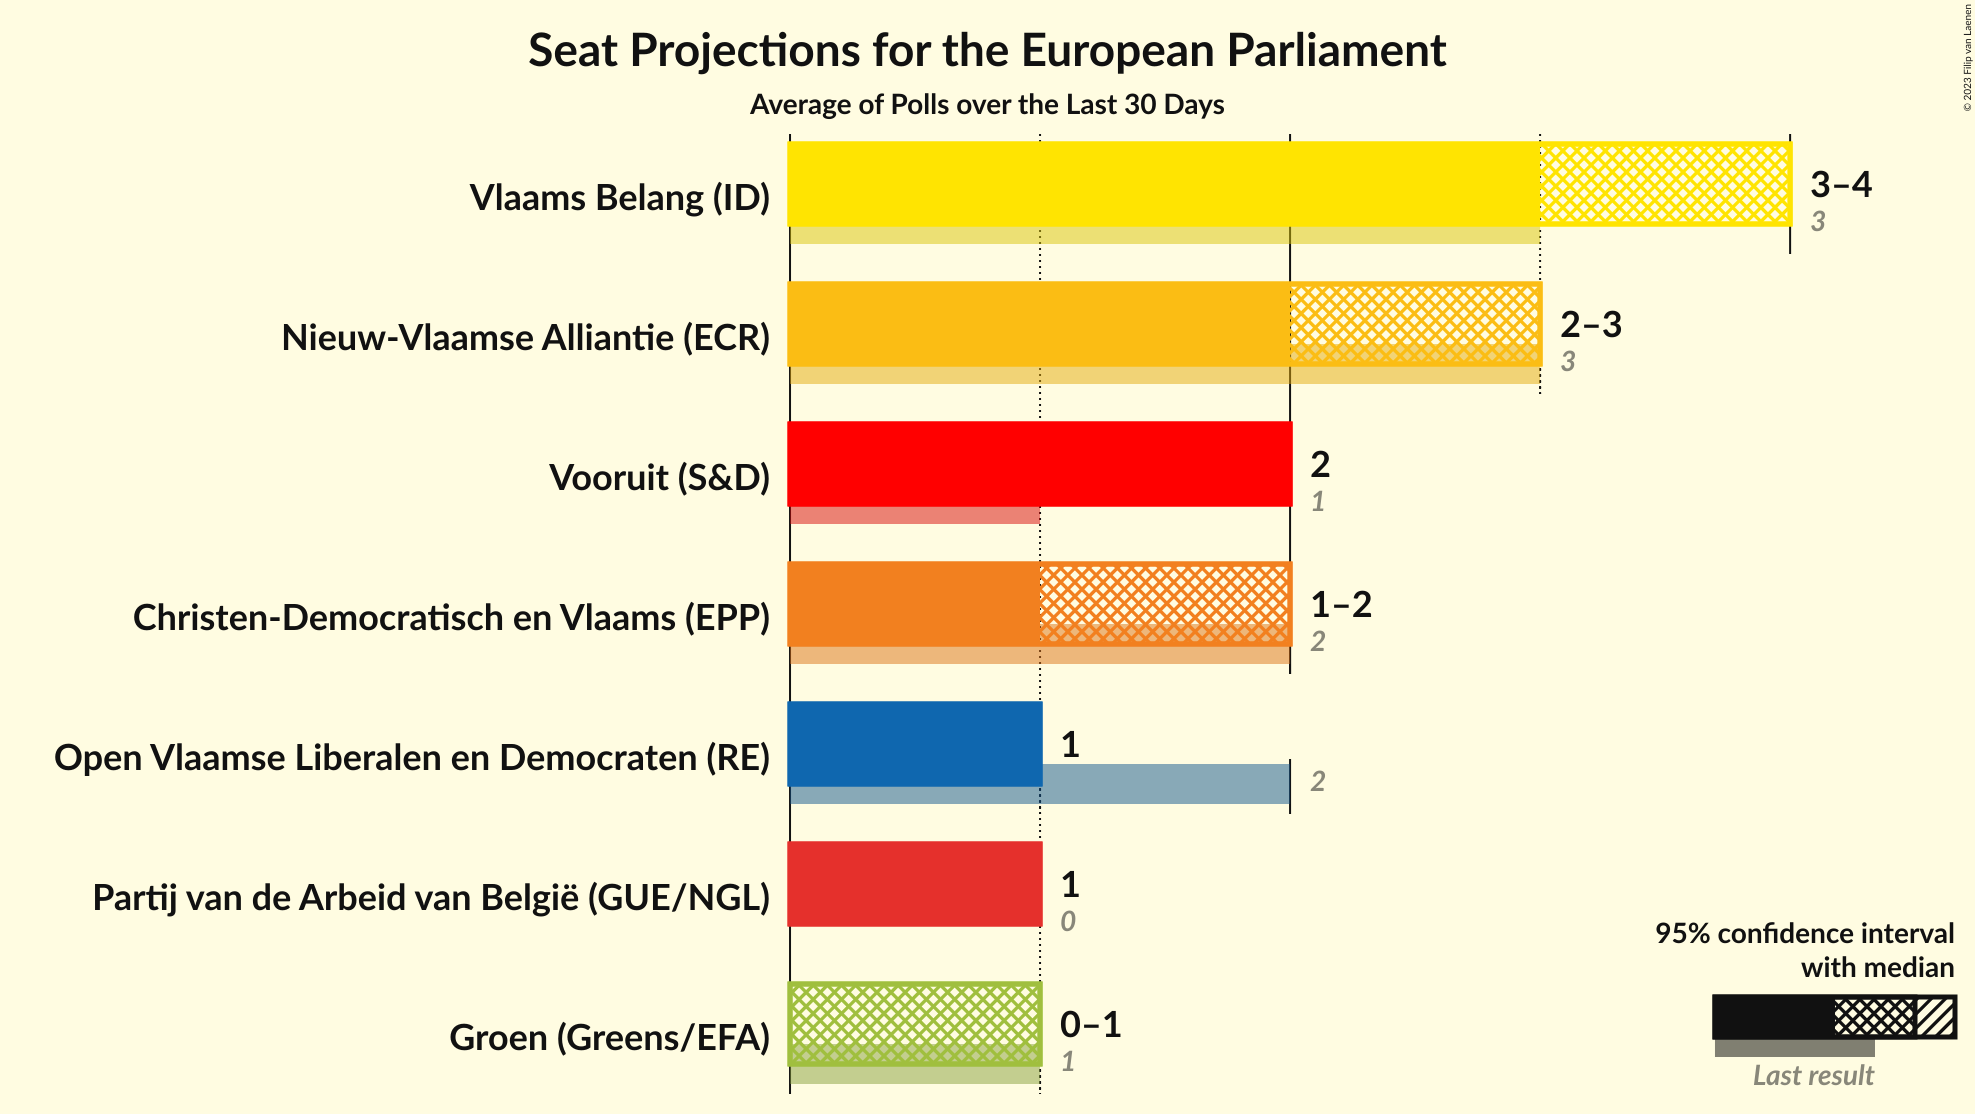 Seat Projections for the European Parliament
Average of Polls over the Last 30 Days
© 2023 Filip van Laenen
Vlaams Belang (ID)
3–4
3
Nieuw-Vlaamse Alliantie (ECR)
2–3
3
Vooruit (S&D)
2
1
Christen-Democratisch en Vlaams (EPP)
1–2
2
Open Vlaamse Liberalen en Democraten (RE)
1
2
Partij van de Arbeid van België (GUE/NGL)
1
0
Groen (Greens/EFA)
0–1
1
95% confidence interval
with median
Last result